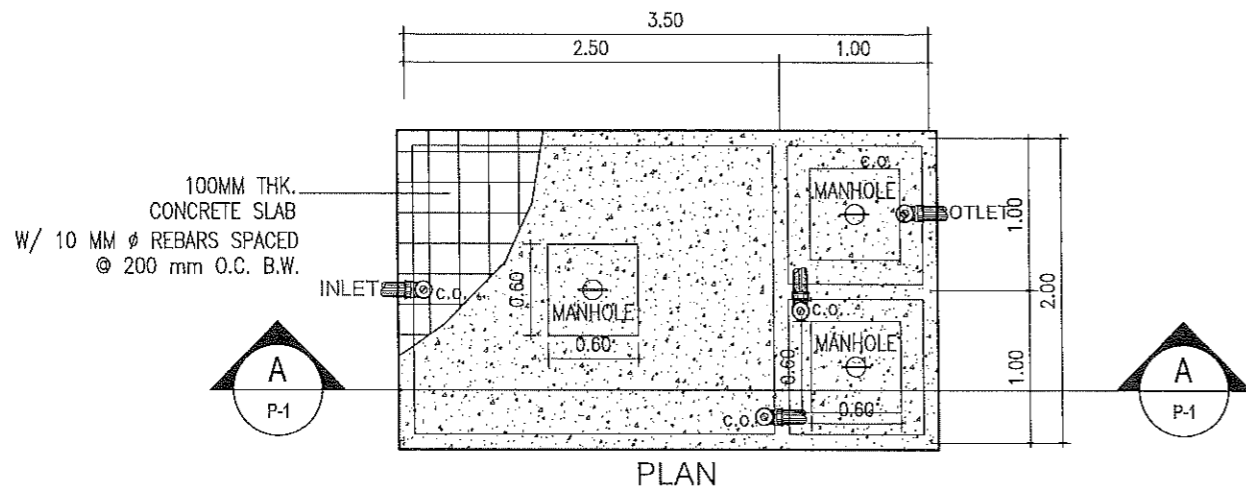 3.50
2.50
1.00
100MM THK.
CONCRETE SLAB
W/ 10 MM ø REBARS SPACED
@ 200 mm O.C. B.W.
C.O.
MANHOLE
OTLET
1.00
2.00
INLET
C.O.
0.60
MANHOLE
0.60
C.O.
MANHOLE
0.60
0.60
1.00
C.O.
A
P-1
A
P-1
PLAN